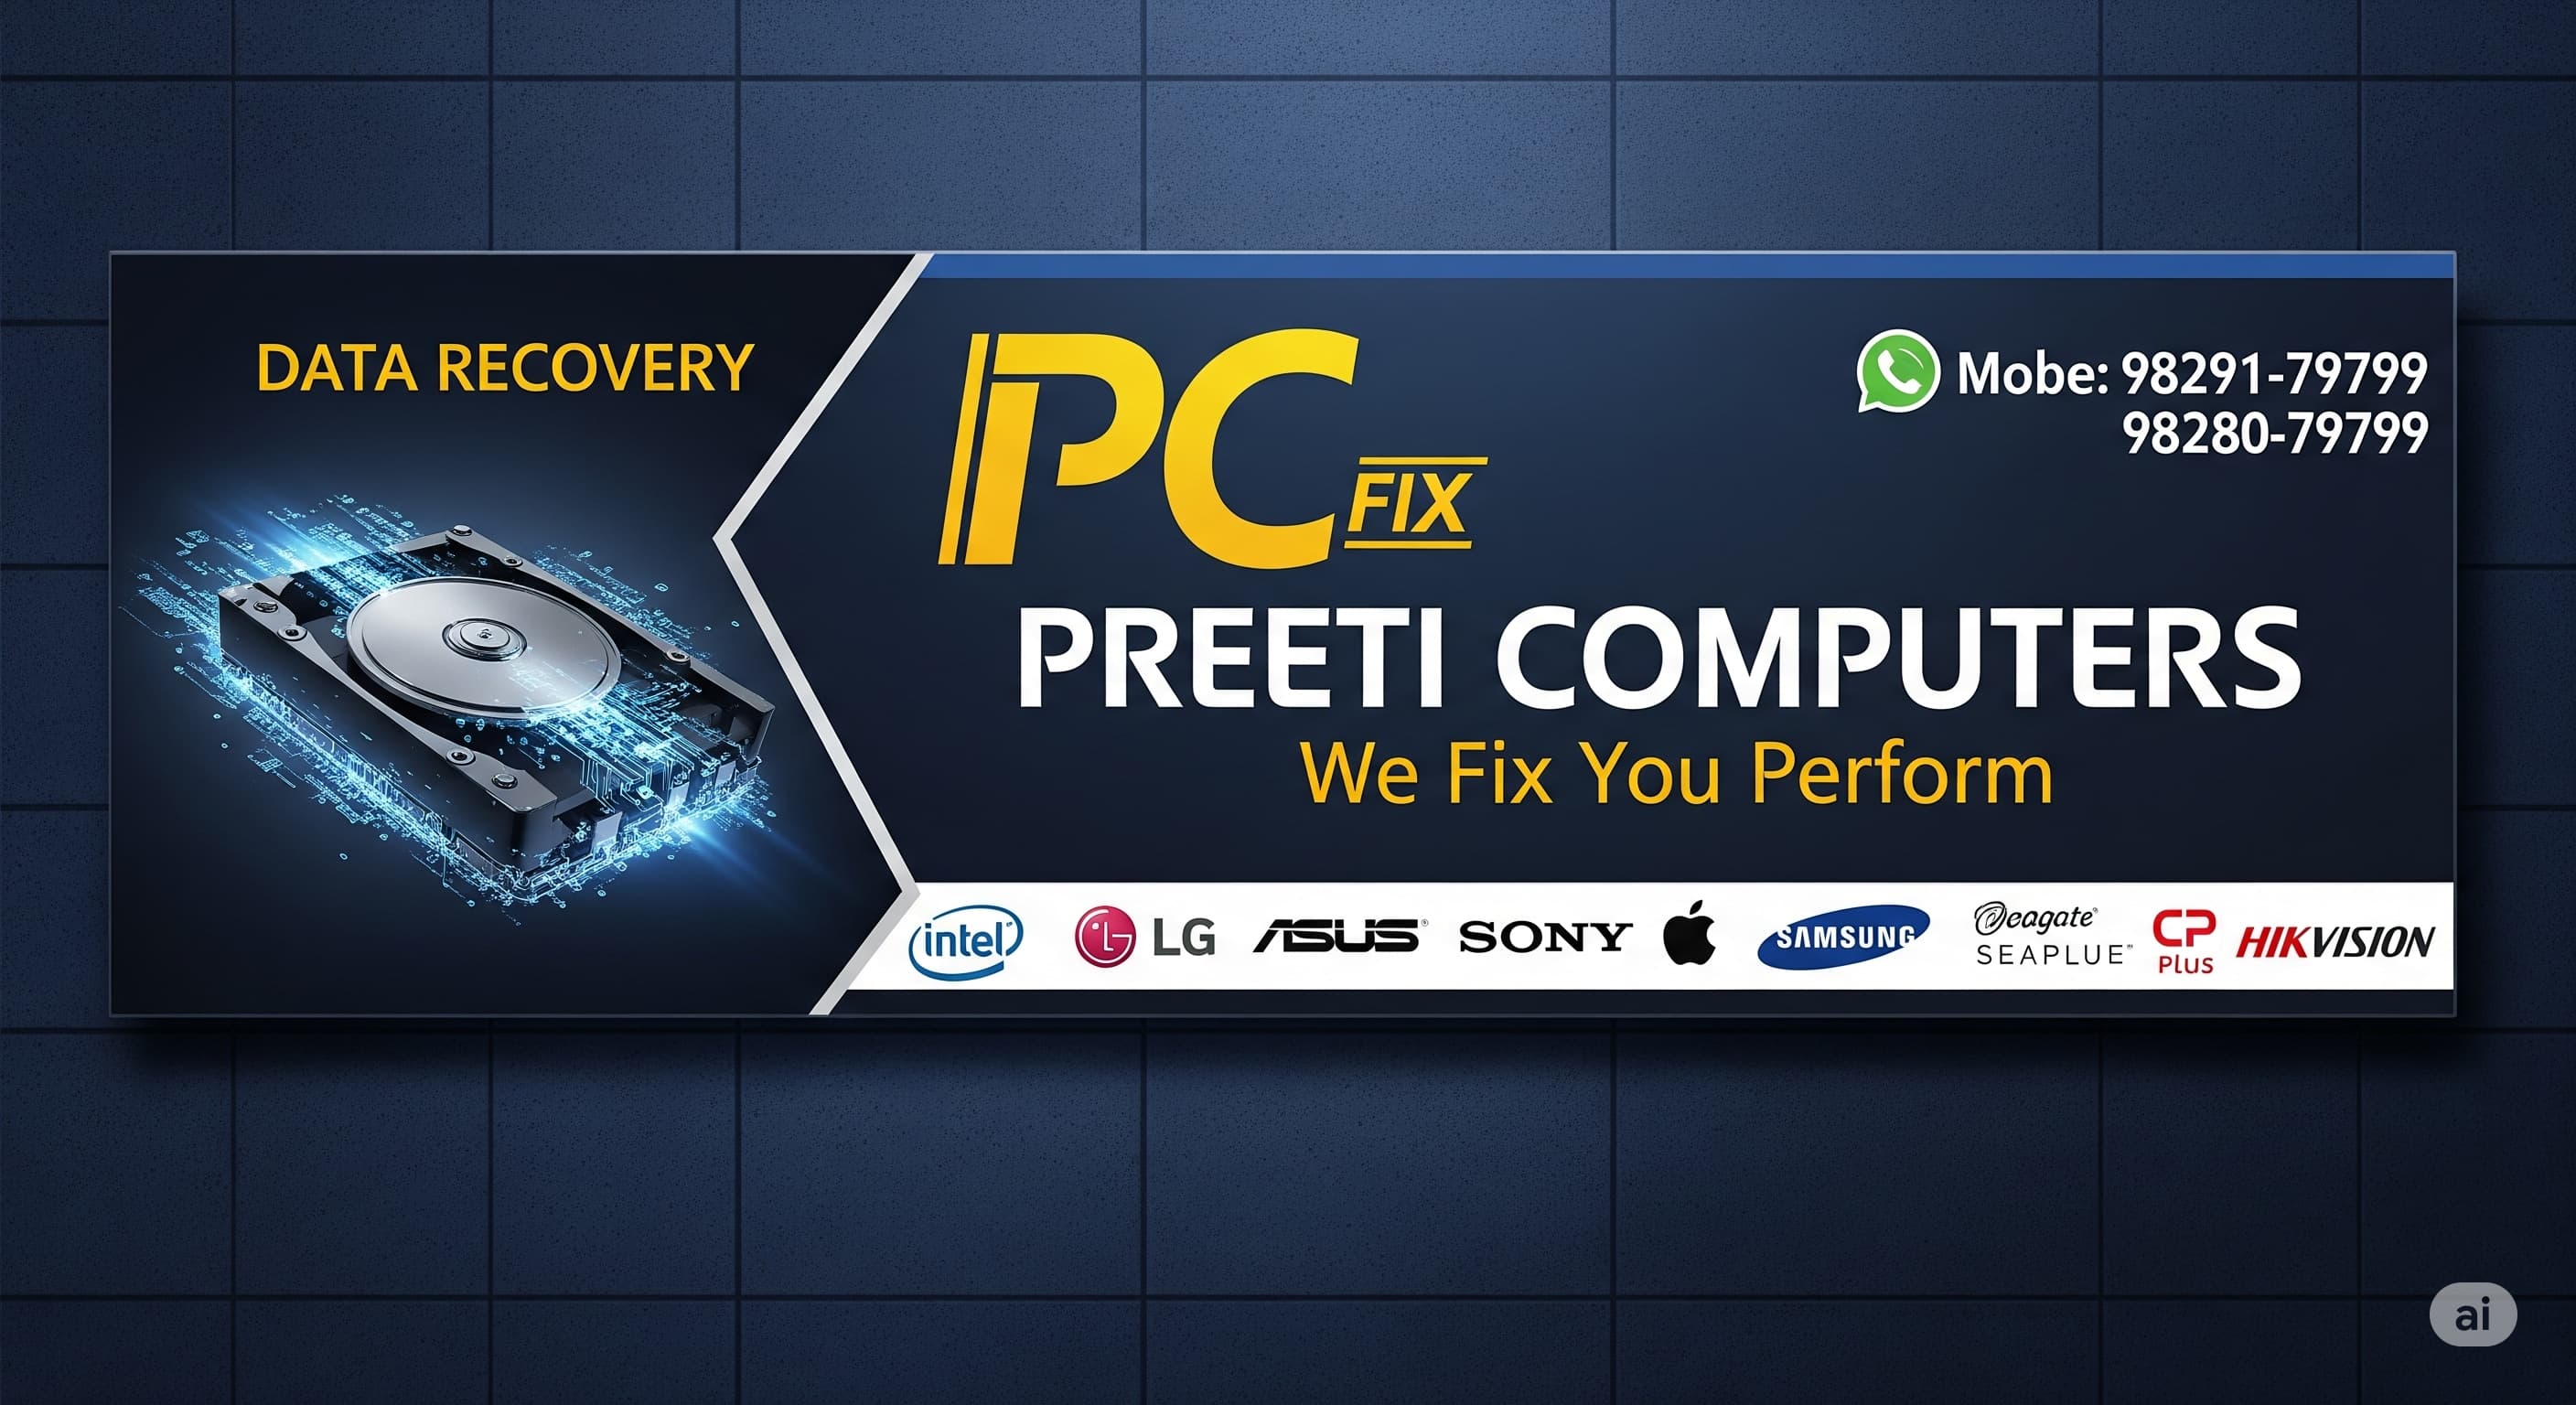 DATA RECOVERY
PC FIX
Mobe: 98291-79799
98280-79799
PREETI COMPUTERS
We Fix You Perform
intel LG ASUS SONY SAMSUNG Seagate SEAPLUE™ CP Plus HIKVISION
ai